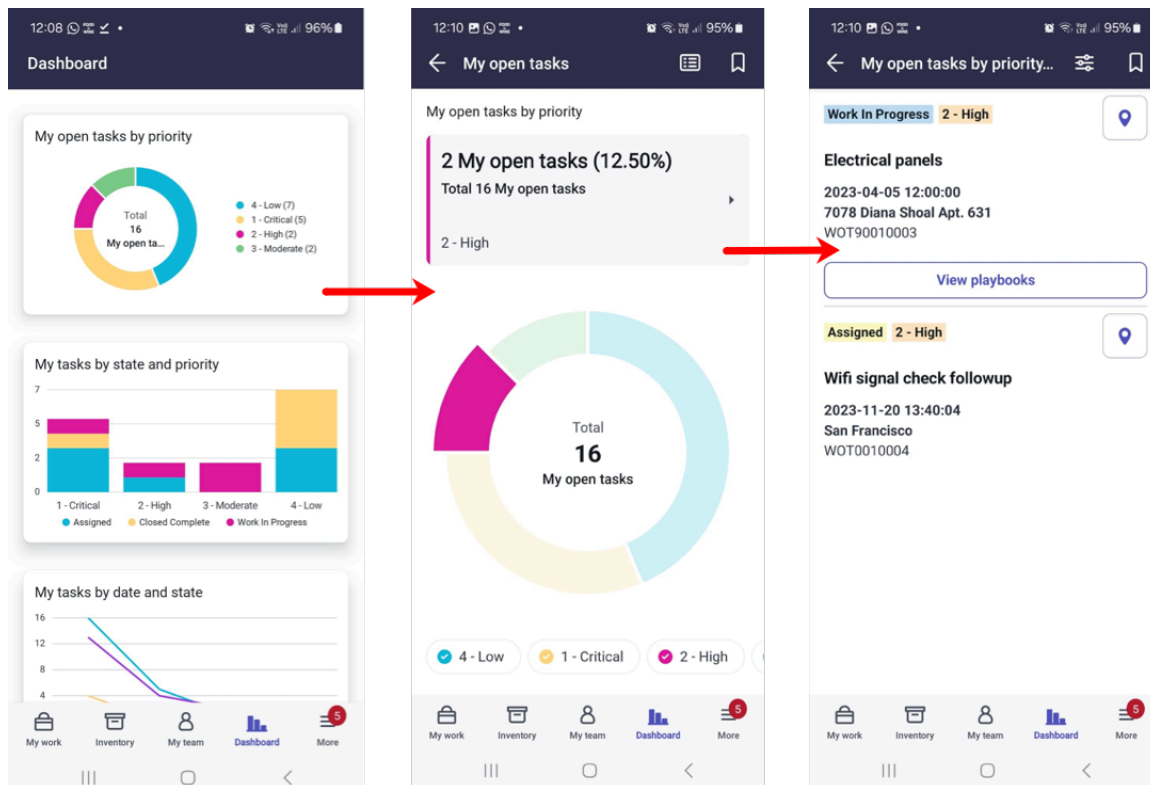 12:08
96%
Dashboard
My open tasks by priority
Total
16
My open ta...
4 - Low (7)
1 - Critical (5)
2 - High (2)
3 - Moderate (2)
My tasks by state and priority
7
5
2
0
1 - Critical
2 - High
3 - Moderate
4 - Low
Assigned
Closed Complete
Work In Progress
My tasks by date and state
16
12
8
4
My work
Inventory
My team
Dashboard
5
More
12:10
95%
My open tasks
My open tasks by priority
2 My open tasks (12.50%)
Total 16 My open tasks
2 - High
Total
16
My open tasks
4 - Low
1 - Critical
2 - High
My work
Inventory
My team
Dashboard
5
More
12:10
95%
My open tasks by priority...
Work In Progress
2 - High
Electrical panels
2023-04-05 12:00:00
7078 Diana Shoal Apt. 631
WOT90010003
View playbooks
Assigned
2 - High
Wifi signal check followup
2023-11-20 13:40:04
San Francisco
WOT0010004
My work
Inventory
My team
Dashboard
5
More